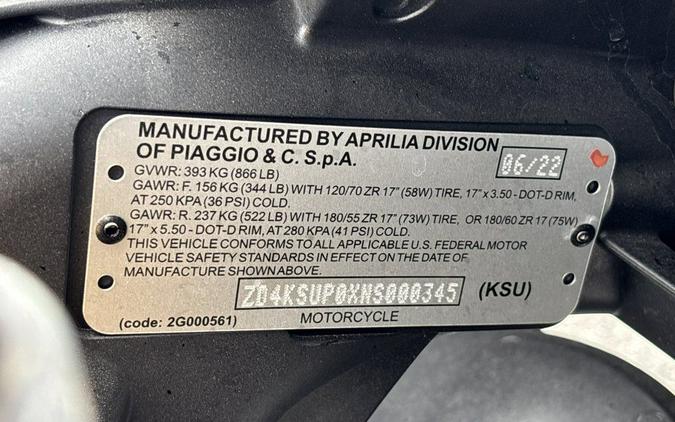 MANUFACTURED BY APRILIA DIVISION
OF PIAGGIO & C. S.p.A. 06/22
GVWR: 393 KG (866 LB)
GAWR: F. 156 KG (344 LB) WITH 120/70 ZR 17" (58W) TIRE, 17" x 3.50 - DOT-D RIM,
AT 250 KPA (36 PSI) COLD.
GAWR: R. 237 KG (522 LB) WITH 180/55 ZR 17" (73W) TIRE, OR 180/60 ZR 17 (75W)
17" x 5.50 - DOT-D RIM, AT 280 KPA (41 PSI) COLD.
THIS VEHICLE CONFORMS TO ALL APPLICABLE U.S. FEDERAL MOTOR
VEHICLE SAFETY STANDARDS IN EFFECT ON THE DATE OF
MANUFACTURE SHOWN ABOVE.
ZD4KSUP0XNS000345 (KSU)
(code: 2G000561) MOTORCYCLE